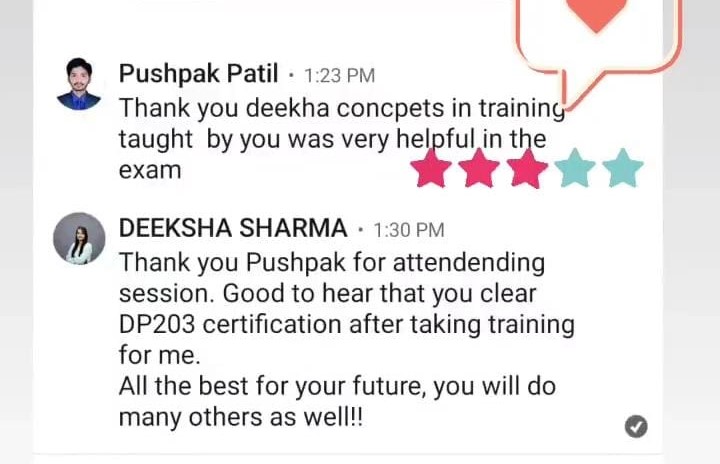 Pushpak Patil · 1:23 PM
Thank you deekha concpets in training
taught by you was very helpful in the
exam
DEEKSHA SHARMA · 1:30 PM
Thank you Pushpak for attendending
session. Good to hear that you clear
DP203 certification after taking training
for me.
All the best for your future, you will do
many others as well!!